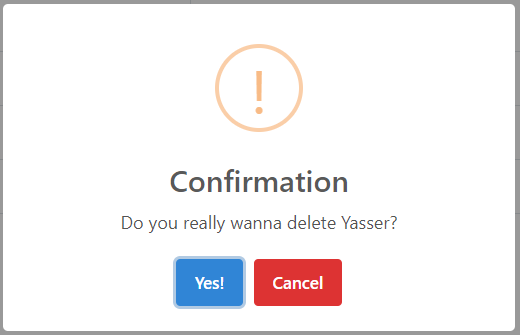 !
Confirmation
Do you really wanna delete Yasser?
Yes!
Cancel